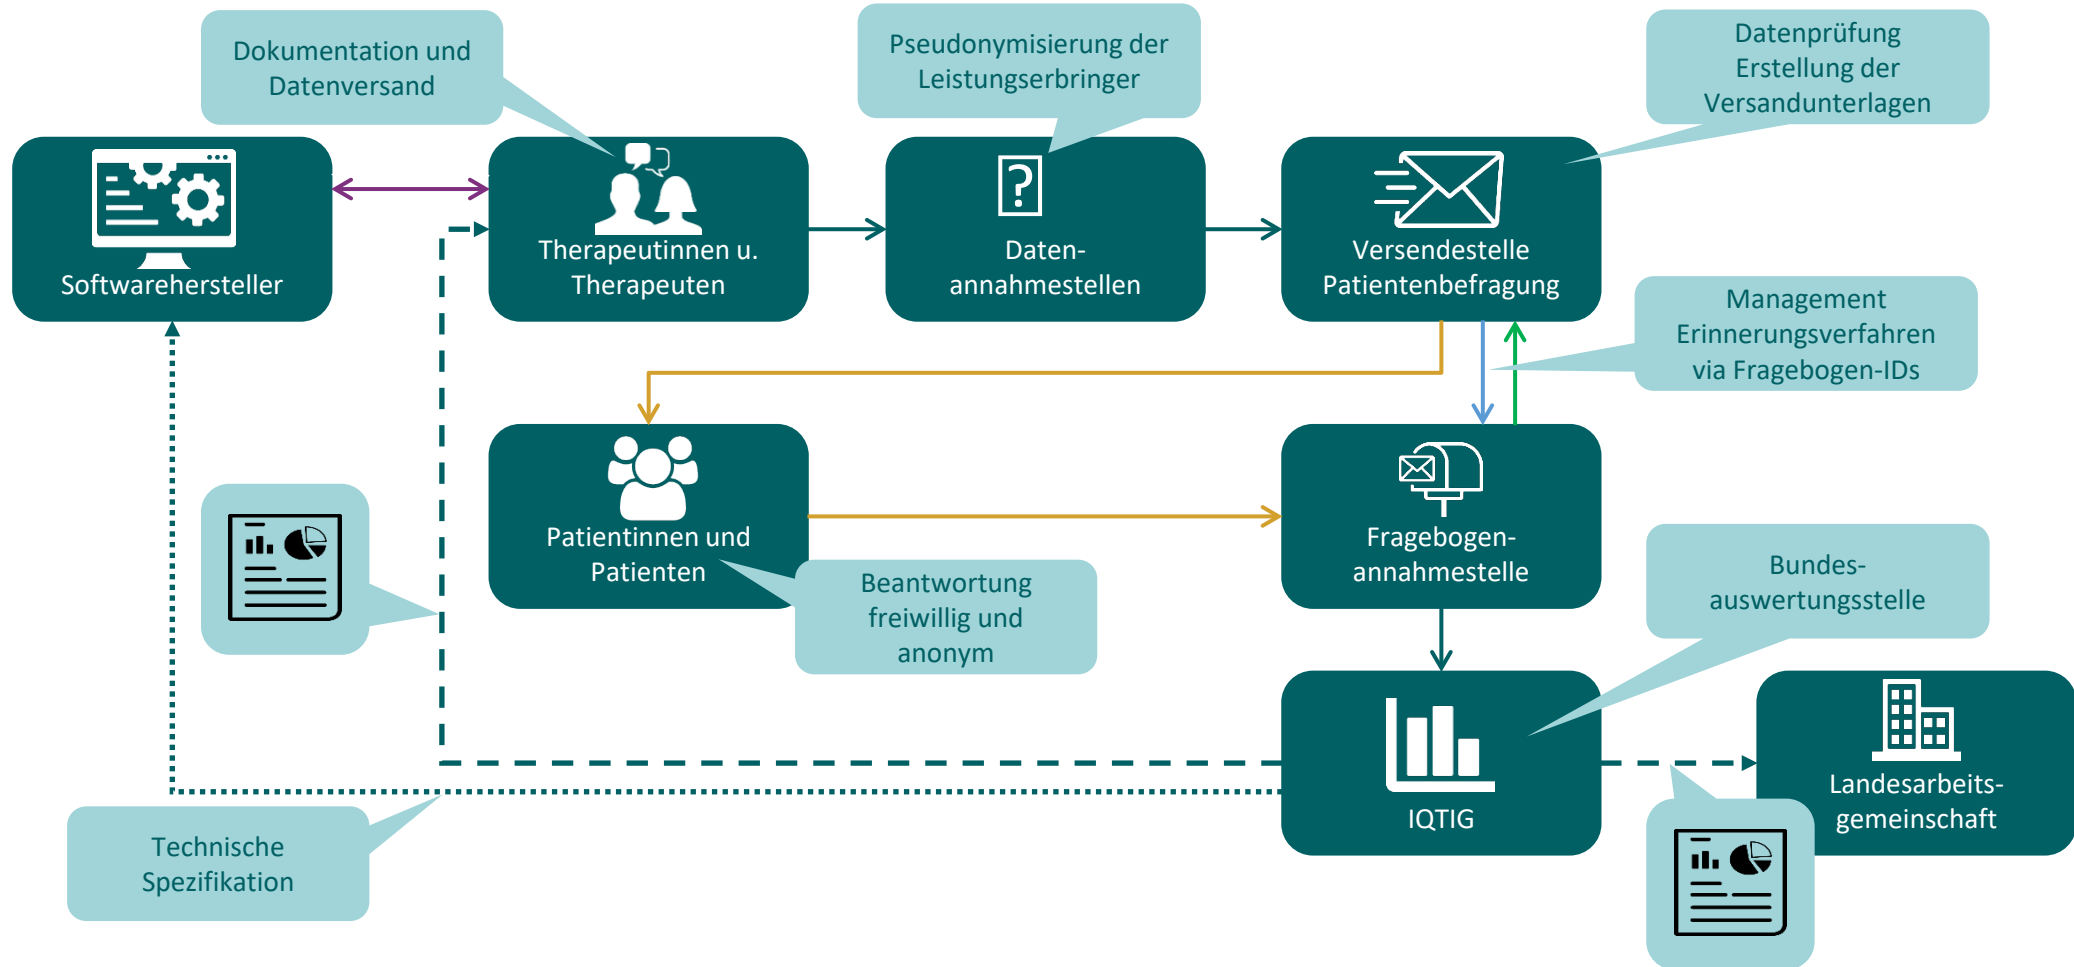 Dokumentation und
Datenversand
Pseudonymisierung der
Leistungserbringer
Datenprüfung
Erstellung der
Versandunterlagen
Softwarehersteller
Therapeutinnen u.
Therapeuten
?
Daten-
annahmestellen
Versendestelle
Patientenbefragung
Management
Erinnerungsverfahren
via Fragebogen-IDs
Patientinnen und
Patienten
Beantwortung
freiwillig und
anonym
Fragebogen-
annahmestelle
Bundes-
auswertungsstelle
IQTIG
Landesarbeits-
gemeinschaft
Technische
Spezifikation